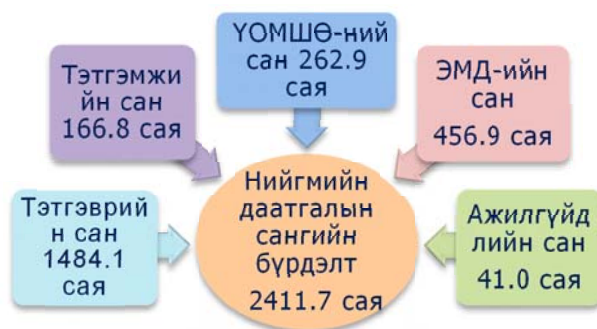 ҮОМШӨ-ний
сан 262.9
сая
Тэтгэмжи
йн сан
166.8 сая
ЭМД-ийн
сан
456.9 сая
Тэтгэврий
н сан
1484.1
сая
Нийгмийн
даатгалын
сангийн
бүрдэлт
2411.7 сая
Ажилгүйд
лийн сан
41.0 сая